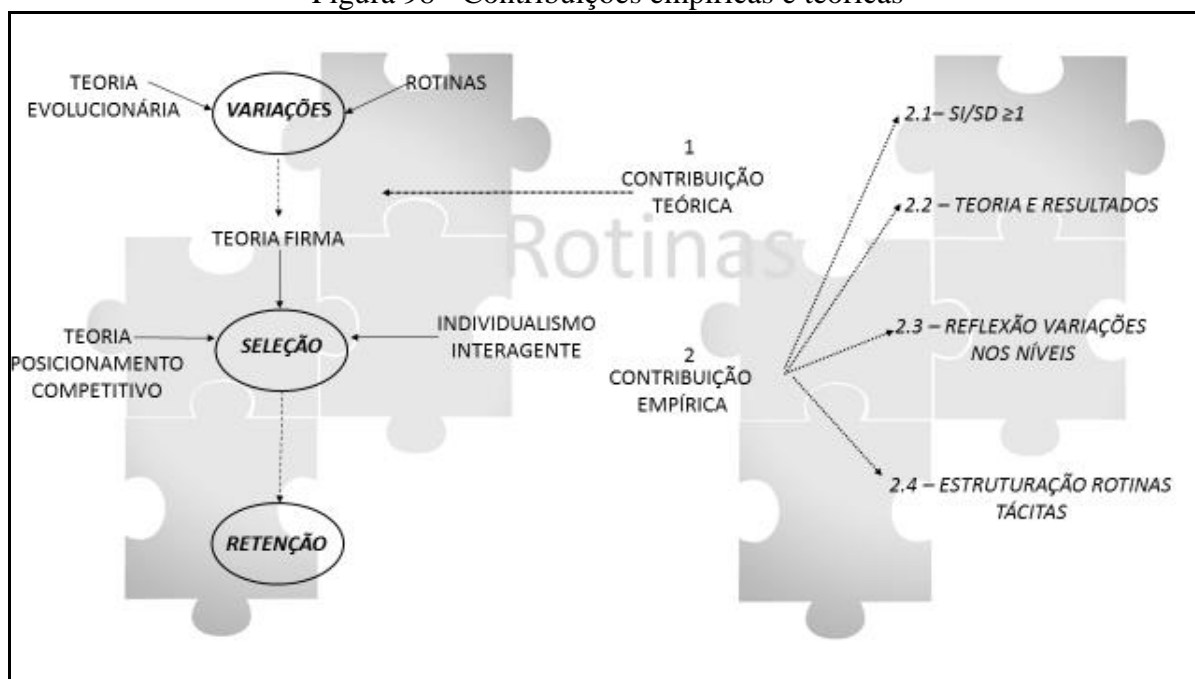 Figura 98 - Contribuições empíricas e teóricas
TEORIA
EVOLUCIONÁRIA
VARIAÇÕES
ROTINAS
TEORIA FIRMA
TEORIA
POSICIONAMENTO
COMPETITIVO
SELEÇÃO
INDIVIDUALISMO
INTERAGENTE
RETENÇÃO
1
CONTRIBUIÇÃO
TEÓRICA
Rotinas
2
CONTRIBUIÇÃO
EMPÍRICA
2.1– SI/SD ≥1
2.2 – TEORIA E RESULTADOS
2.3 – REFLEXÃO VARIAÇÕES
NOS NÍVEIS
2.4 – ESTRUTURAÇÃO ROTINAS
TÁCITAS